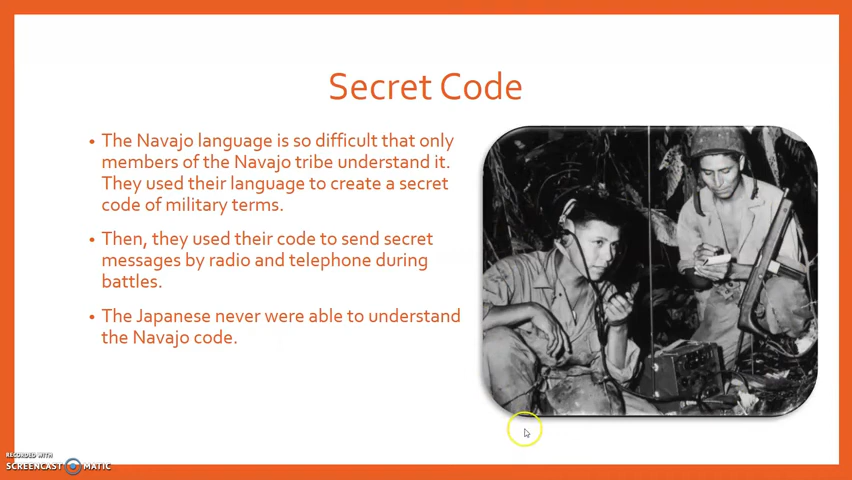 Secret Code
• The Navajo language is so difficult that only
members of the Navajo tribe understand it.
They used their language to create a secret
code of military terms.
• Then, they used their code to send secret
messages by radio and telephone during
battles.
• The Japanese never were able to understand
the Navajo code.
RECORDED WITH
SCREENCAST MATIC